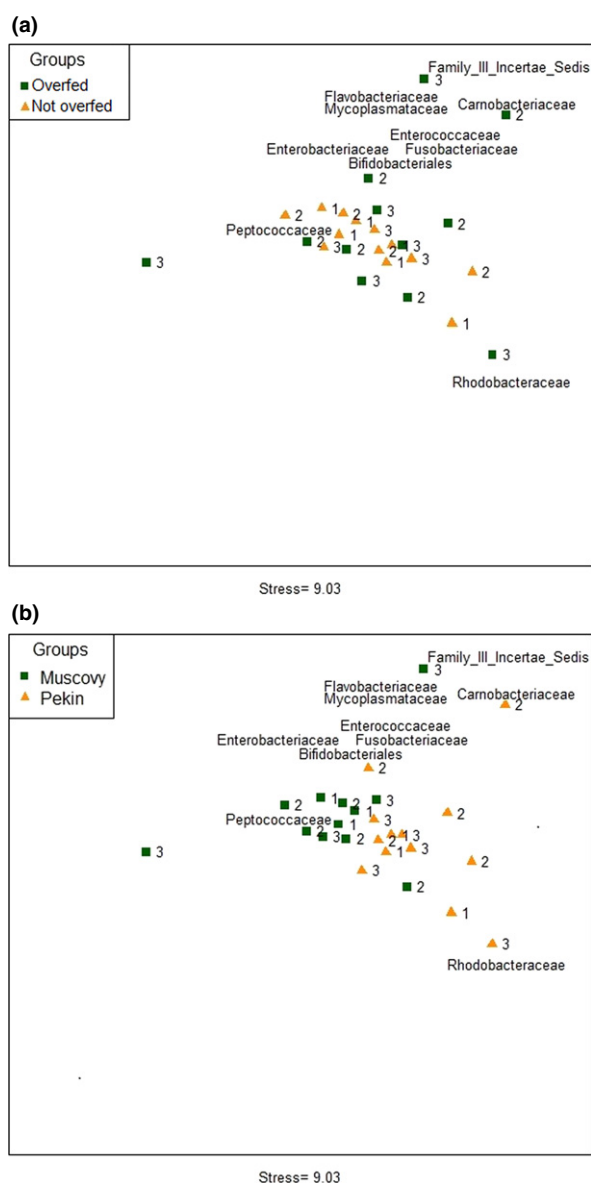 (a)
Groups
Overfed
Not overfed
Family_III_Incertae_Sedis
3
Flavobacteriaceae
Carnobacteriaceae
Mycoplasmataceae
2
Enterococcaceae
Enterobacteriaceae Fusobacteriaceae
Bifidobacteriales
2
1 2 3
2 1 2
Peptococcaceae 1 3
2 3 2 2 1 3
3 1 3 2
3 2
1
3
Rhodobacteraceae
Stress= 9.03
(b)
Groups
Muscovy
Pekin
Family_III_Incertae_Sedis
3
Flavobacteriaceae
Carnobacteriaceae
Mycoplasmataceae
2
Enterococcaceae
Enterobacteriaceae Fusobacteriaceae
Bifidobacteriales
2
1 2 3
2 1 2
Peptococcaceae 1 3
2 3 2 2 1 3
3 1 3 2
3 2
1
3
Rhodobacteraceae
Stress= 9.03